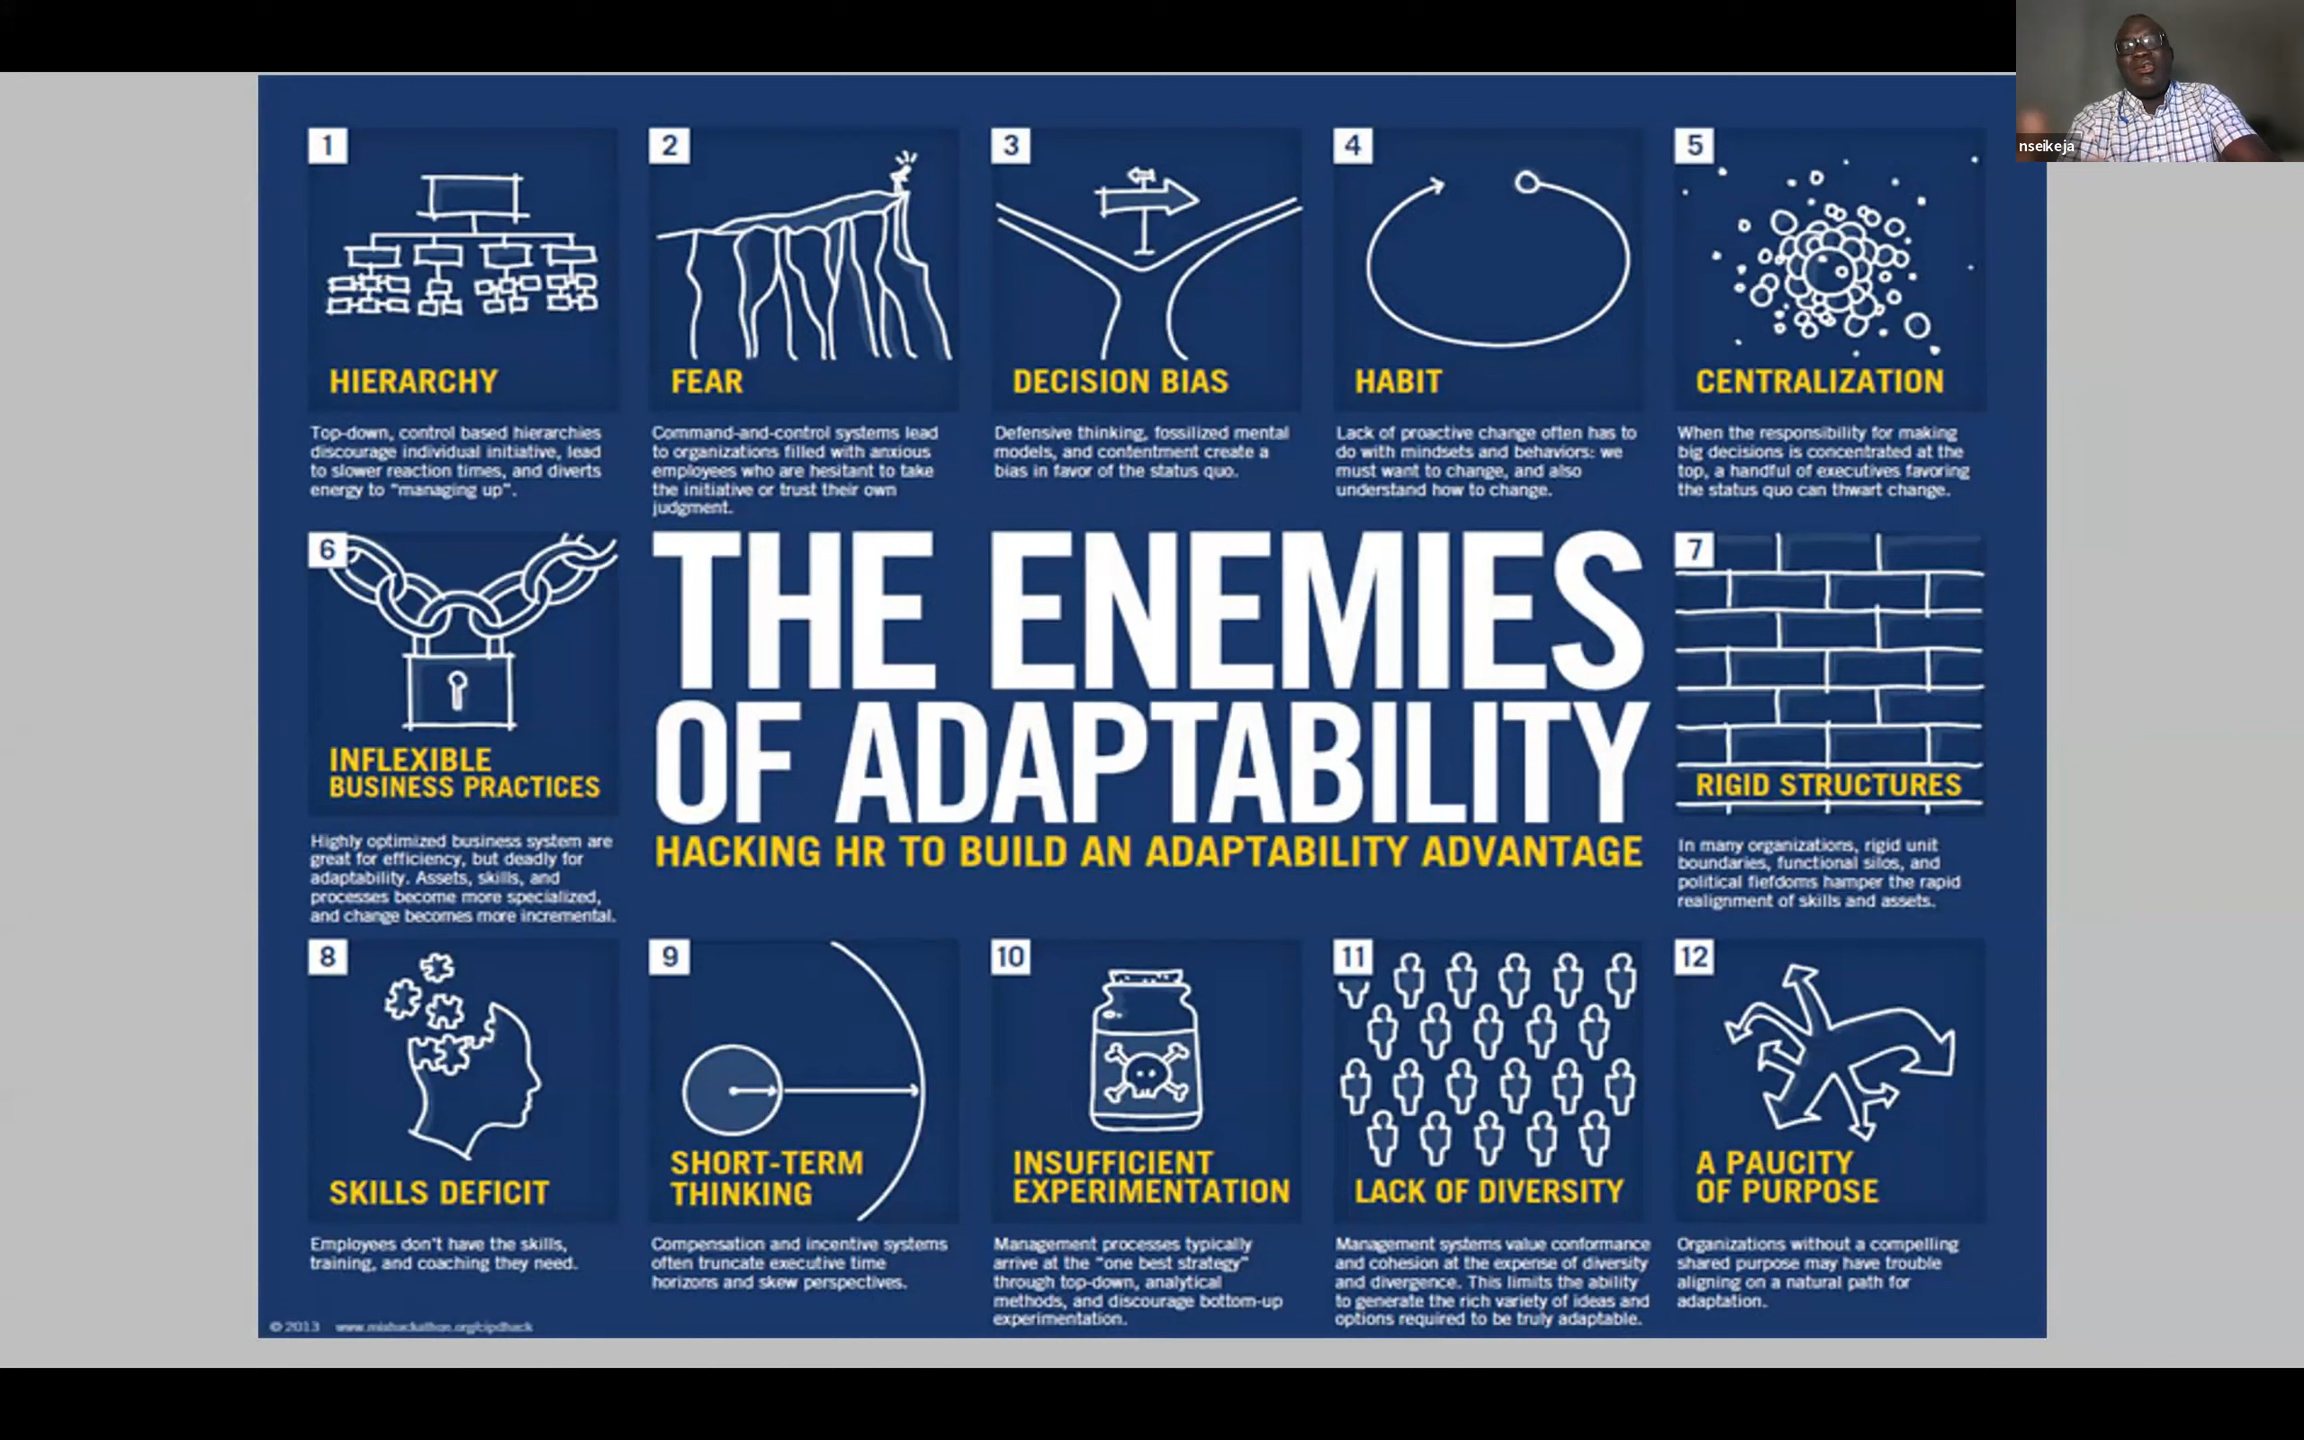 nseikeja
1
HIERARCHY
Top-down, control based hierarchies
discourage individual initiative, lead
to slower reaction times, and diverts
energy to "managing up".
2
FEAR
Command-and-control systems lead
to organizations filled with anxious
employees who are hesitant to take
the initiative or trust their own
judgment.
3
DECISION BIAS
Defensive thinking, fossilized mental
models, and contentment create a
bias in favor of the status quo.
4
HABIT
Lack of proactive change often has to
do with mindsets and behaviors: we
must want to change, and also
understand how to change.
5
CENTRALIZATION
When the responsibility for making
big decisions is concentrated at the
top, a handful of executives favoring
the status quo can thwart change.
6
INFLEXIBLE
BUSINESS PRACTICES
Highly optimized business system are
great for efficiency, but deadly for
adaptability. Assets, skills, and
processes become more specialized,
and change becomes more incremental.
THE ENEMIES
OF ADAPTABILITY
HACKING HR TO BUILD AN ADAPTABILITY ADVANTAGE
7
RIGID STRUCTURES
In many organizations, rigid unit
boundaries, functional silos, and
political fiefdoms hamper the rapid
realignment of skills and assets.
8
SKILLS DEFICIT
Employees don't have the skills,
training, and coaching they need.
9
SHORT-TERM
THINKING
Compensation and incentive systems
often truncate executive time
horizons and skew perspectives.
10
INSUFFICIENT
EXPERIMENTATION
Management processes typically
arrive at the "one best strategy"
through top-down, analytical
methods, and discourage bottom-up
experimentation.
11
LACK OF DIVERSITY
Management systems value conformance
and cohesion at the expense of diversity
and divergence. This limits the ability
to generate the rich variety of ideas and
options required to be truly adaptable.
12
A PAUCITY
OF PURPOSE
Organizations without a compelling
shared purpose may have trouble
aligning on a natural path for
adaptation.
© 2013 www.mixhackathon.org/cipdhack